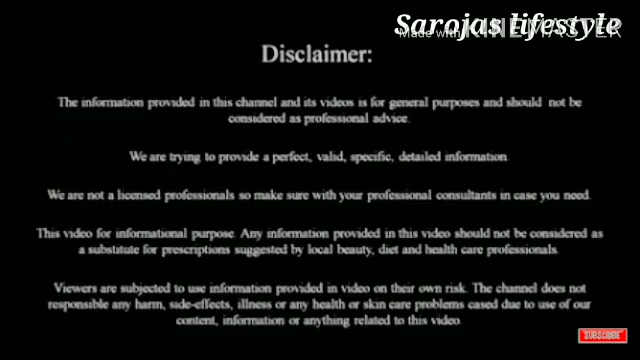 Sarojas lifestyle
Made with KINEMASTER
Disclaimer:
The information provided in this channel and its videos is for general purposes and should not be
considered as professional advice.
We are trying to provide a perfect, valid, specific, detailed information.
We are not a licensed professionals so make sure with your professional consultants in case you need.
This video for informational purpose. Any information provided in this video should not be considered as
a substitute for prescriptions suggested by local beauty, diet and health care professionals.
Viewers are subjected to use information provided in video on their own risk. The channel does not
responsible any harm, side-effects, illness or any health or skin care problems cased due to use of our
content, information or anything related to this video.
SUBSCRIBE